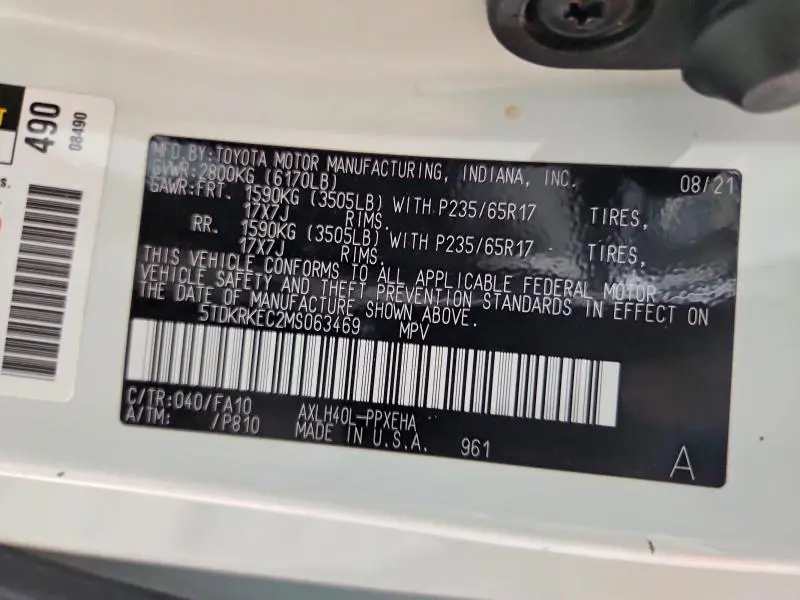 490
08490
s.
MFD.BY:TOYOTA MOTOR MANUFACTURING, INDIANA, INC. 08/21
GVWR:2800KG (6170LB)
GAWR:FRT. 1590KG (3505LB) WITH P235/65R17 TIRES,
17X7J RIMS.
RR. 1590KG (3505LB) WITH P235/65R17 TIRES,
17X7J RIMS.
THIS VEHICLE CONFORMS TO ALL APPLICABLE FEDERAL MOTOR
VEHICLE SAFETY AND THEFT PREVENTION STANDARDS IN EFFECT ON
THE DATE OF MANUFACTURE SHOWN ABOVE.
5TDKRKEC2MS063469 MPV
C/TR:040/FA10 AXLH40L-PPXEHA
A/TM: /P810 MADE IN U.S.A. 961
A